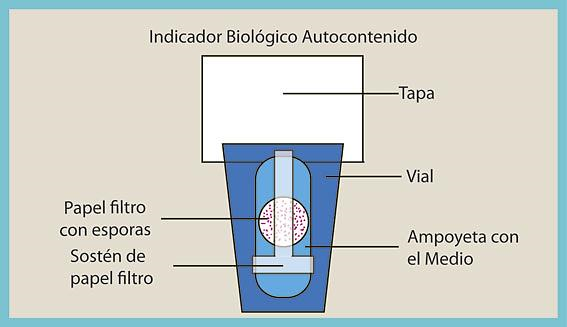 Indicador Biológico Autocontenido
Tapa
Vial
Papel filtro
con esporas
Ampoyeta con
el Medio
Sostén de
papel filtro